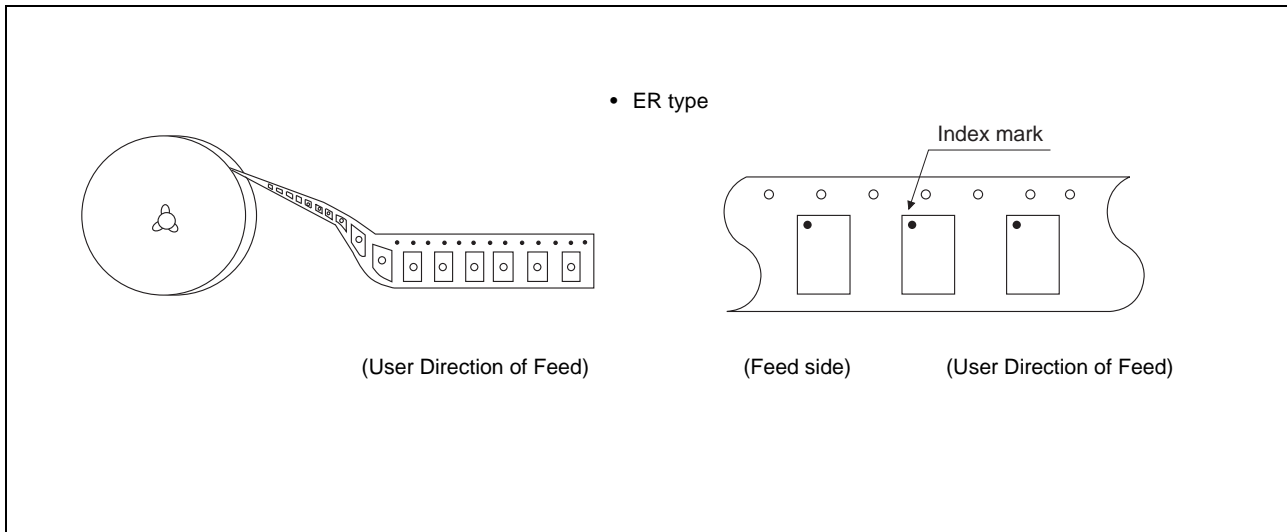 • ER type
Index mark
(User Direction of Feed)
(Feed side)
(User Direction of Feed)